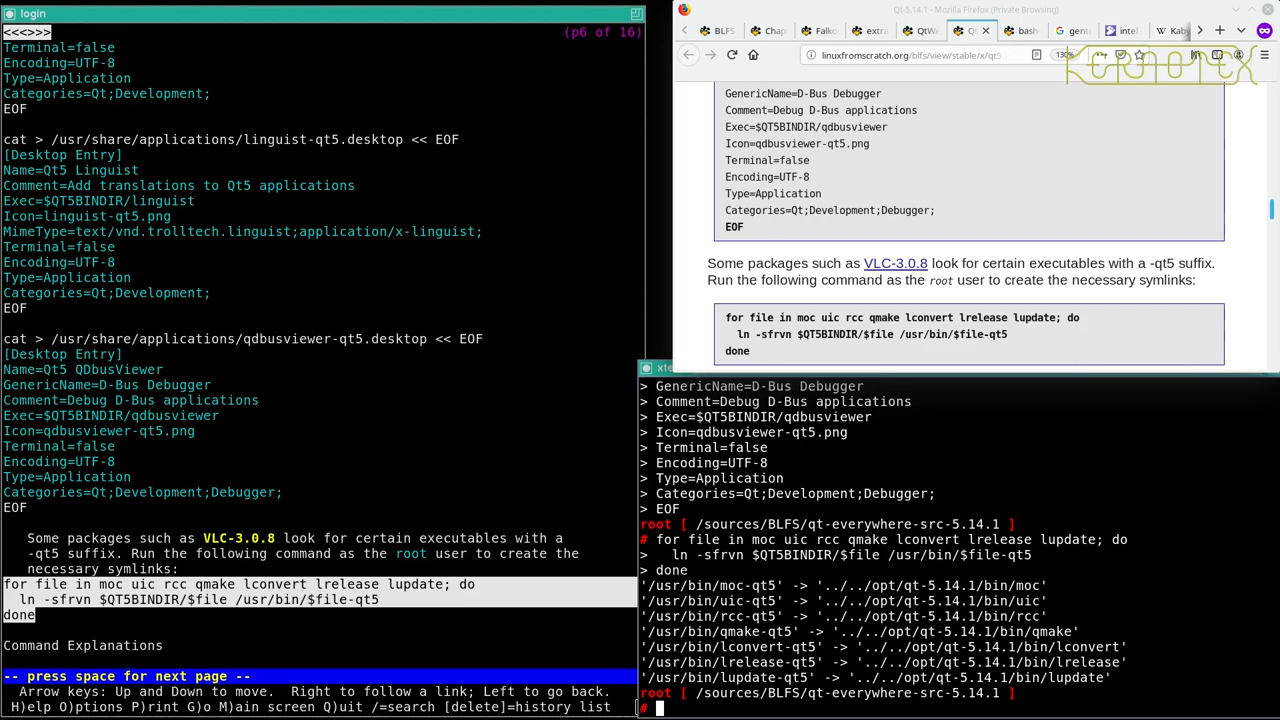 login
<<<>>> (p6 of 16)
Terminal=false
Encoding=UTF-8
Type=Application
Categories=Qt;Development;
EOF
cat > /usr/share/applications/linguist-qt5.desktop << EOF
[Desktop Entry]
Name=Qt5 Linguist
Comment=Add translations to Qt5 applications
Exec=$QT5BINDIR/linguist
Icon=linguist-qt5.png
MimeType=text/vnd.trolltech.linguist;application/x-linguist;
Terminal=false
Encoding=UTF-8
Type=Application
Categories=Qt;Development;
EOF
cat > /usr/share/applications/qdbusviewer-qt5.desktop << EOF
[Desktop Entry]
Name=Qt5 QDbusViewer
GenericName=D-Bus Debugger
Comment=Debug D-Bus applications
Exec=$QT5BINDIR/qdbusviewer
Icon=qdbusviewer-qt5.png
Terminal=false
Encoding=UTF-8
Type=Application
Categories=Qt;Development;Debugger;
EOF
Some packages such as VLC-3.0.8 look for certain executables with a
-qt5 suffix. Run the following command as the root user to create the
necessary symlinks:
for file in moc uic rcc qmake lconvert lrelease lupdate; do
ln -sfrvn $QT5BINDIR/$file /usr/bin/$file-qt5
done
Command Explanations
-- press space for next page --
Arrow keys: Up and Down to move. Right to follow a link; Left to go back.
H)elp O)ptions P)rint G)o M)ain screen Q)uit /=search [delete]=history list
Qt-5.14.1 - Mozilla Firefox (Private Browsing)
BLFS Chap Falko extra QtWe Qt bash gent intel Kaby
linuxfromscratch.org/blfs/view/stable/x/qt5. 130%
KERNOTEX
GenericName=D-Bus Debugger
Comment=Debug D-Bus applications
Exec=$QT5BINDIR/qdbusviewer
Icon=qdbusviewer-qt5.png
Terminal=false
Encoding=UTF-8
Type=Application
Categories=Qt;Development;Debugger;
EOF
Some packages such as VLC-3.0.8 look for certain executables with a -qt5 suffix.
Run the following command as the root user to create the necessary symlinks:
for file in moc uic rcc qmake lconvert lrelease lupdate; do
ln -sfrvn $QT5BINDIR/$file /usr/bin/$file-qt5
done
xte
> GenericName=D-Bus Debugger
> Comment=Debug D-Bus applications
> Exec=$QT5BINDIR/qdbusviewer
> Icon=qdbusviewer-qt5.png
> Terminal=false
> Encoding=UTF-8
> Type=Application
> Categories=Qt;Development;Debugger;
> EOF
root [ /sources/BLFS/qt-everywhere-src-5.14.1 ]
# for file in moc uic rcc qmake lconvert lrelease lupdate; do
> ln -sfrvn $QT5BINDIR/$file /usr/bin/$file-qt5
> done
'/usr/bin/moc-qt5' -> '../../opt/qt-5.14.1/bin/moc'
'/usr/bin/uic-qt5' -> '../../opt/qt-5.14.1/bin/uic'
'/usr/bin/rcc-qt5' -> '../../opt/qt-5.14.1/bin/rcc'
'/usr/bin/qmake-qt5' -> '../../opt/qt-5.14.1/bin/qmake'
'/usr/bin/lconvert-qt5' -> '../../opt/qt-5.14.1/bin/lconvert'
'/usr/bin/lrelease-qt5' -> '../../opt/qt-5.14.1/bin/lrelease'
'/usr/bin/lupdate-qt5' -> '../../opt/qt-5.14.1/bin/lupdate'
root [ /sources/BLFS/qt-everywhere-src-5.14.1 ]
#